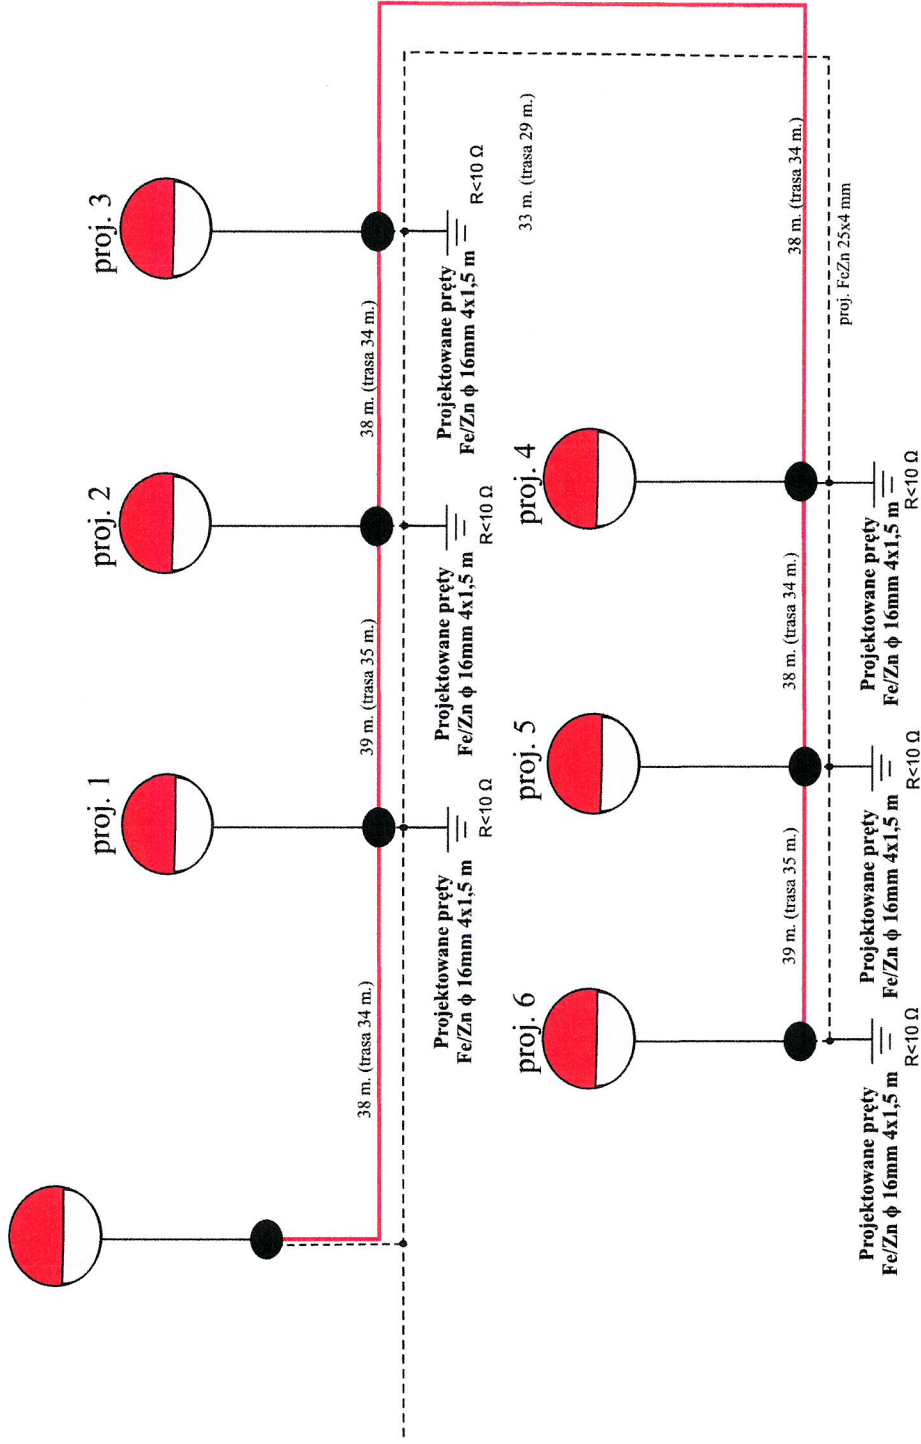 proj. 1
proj. 2
proj. 3
38 m. (trasa 34 m.)
39 m. (trasa 35 m.)
38 m. (trasa 34 m.)
Projektowane pręty
Fe/Zn ϕ 16mm 4x1,5 m
R<10 Ω
Projektowane pręty
Fe/Zn ϕ 16mm 4x1,5 m
R<10 Ω
Projektowane pręty
Fe/Zn ϕ 16mm 4x1,5 m
R<10 Ω
33 m. (trasa 29 m.)
proj. 6
proj. 5
proj. 4
39 m. (trasa 35 m.)
38 m. (trasa 34 m.)
38 m. (trasa 34 m.)
proj. FeZn 25x4 mm
Projektowane pręty
Fe/Zn ϕ 16mm 4x1,5 m
R<10 Ω
Projektowane pręty
Fe/Zn ϕ 16mm 4x1,5 m
R<10 Ω
Projektowane pręty
Fe/Zn ϕ 16mm 4x1,5 m
R<10 Ω